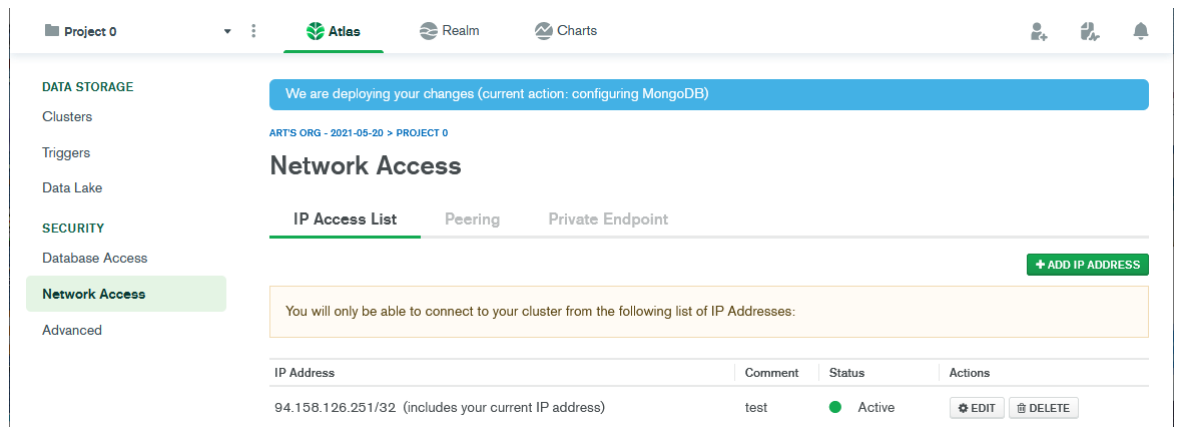 Project 0
Atlas
Realm
Charts
DATA STORAGE
Clusters
Triggers
Data Lake
SECURITY
Database Access
Network Access
Advanced
We are deploying your changes (current action: configuring MongoDB)
ART'S ORG - 2021-05-20 > PROJECT 0
Network Access
IP Access List Peering Private Endpoint
+ ADD IP ADDRESS
You will only be able to connect to your cluster from the following list of IP Addresses:
IP Address Comment Status Actions
94.158.126.251/32 (includes your current IP address) test Active EDIT DELETE